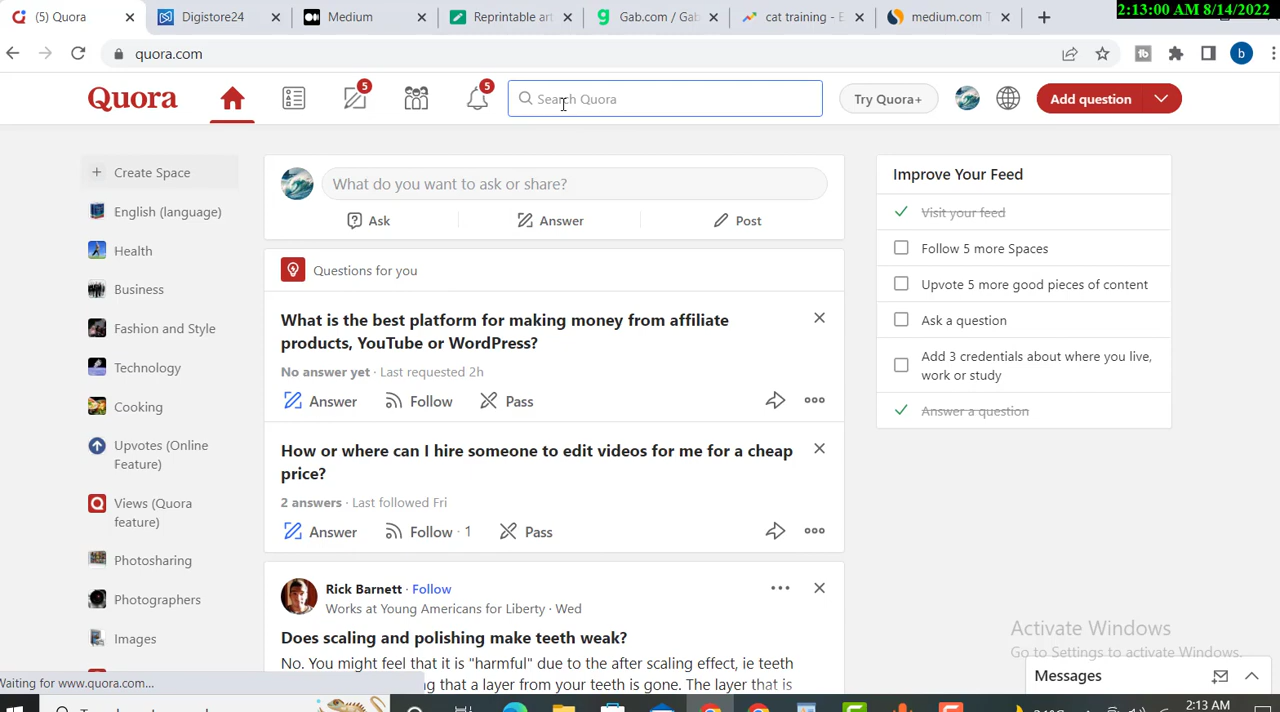 2:13:00 AM 8/14/2022
(5) Quora
Digistore24
Medium
Reprintable an
Gab.com / Gab
cat training - E
medium.com T
quora.com
Quora
5
5
Search Quora
Try Quora+
Add question
Create Space
English (language)
Health
Business
Fashion and Style
Technology
Cooking
Upvotes (Online
Feature)
Views (Quora
feature)
Photosharing
Photographers
Images
What do you want to ask or share?
Ask
Answer
Post
Questions for you
What is the best platform for making money from affiliate
products, YouTube or WordPress?
No answer yet · Last requested 2h
Answer
Follow
Pass
How or where can I hire someone to edit videos for me for a cheap
price?
2 answers · Last followed Fri
Answer
Follow · 1
Pass
Rick Barnett · Follow
Works at Young Americans for Liberty · Wed
Does scaling and polishing make teeth weak?
No. You might feel that it is "harmful" due to the after scaling effect, ie teeth
ng that a layer from your teeth is gone. The layer that is
Improve Your Feed
Visit your feed
Follow 5 more Spaces
Upvote 5 more good pieces of content
Ask a question
Add 3 credentials about where you live,
work or study
Answer a question
Activate Windows
Go to Settings to activate Windows.
Messages
Waiting for www.quora.com...
2:13 AM